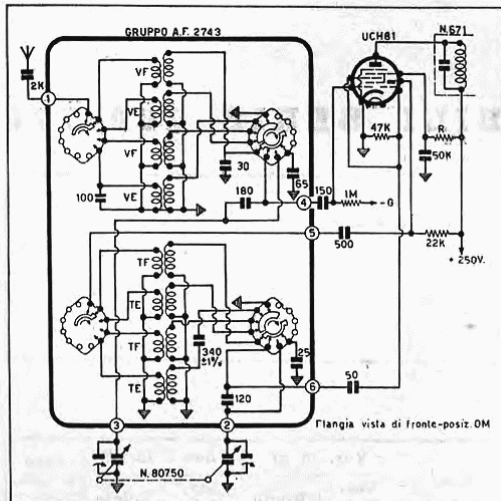 GRUPPO A.F. 2743
UCH81
N.671
2K
1
VF
VE
VF
VE
100
30
180
65
4
150
1M
-G
47K
R
50K
5
500
22K
+ 250V.
TF
TE
TF
TE
340
±1%
25
120
6
50
3
2
Flangia vista di fronte-posiz. OM
N. 80750